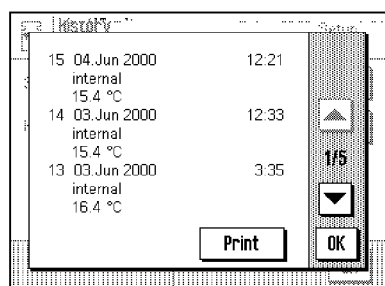 History
15 04.Jun 2000 12:21
internal
15.4 °C
14 03.Jun 2000 12:33
internal
15.4 °C
13 03.Jun 2000 3:35
internal
16.4 °C
1/5
Print OK